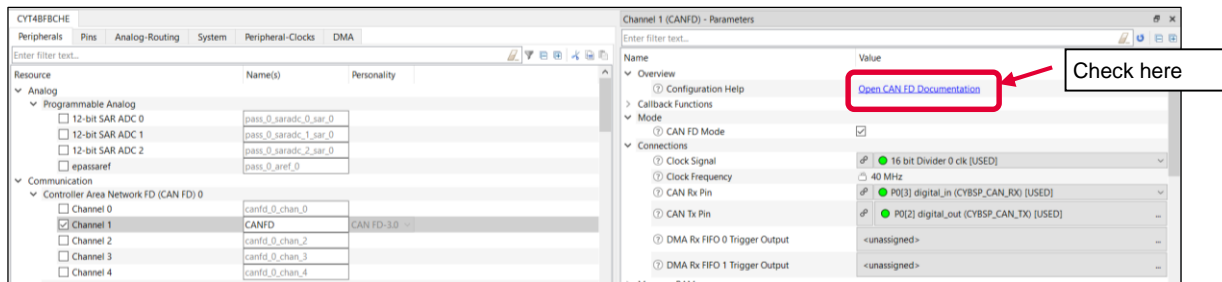 CYT4BFBCHE
Peripherals Pins Analog-Routing System Peripheral-Clocks DMA
Enter filter text...
Resource Name(s) Personality
Analog
Programmable Analog
12-bit SAR ADC 0 pass_0_saradc_0_sar_0
12-bit SAR ADC 1 pass_0_saradc_1_sar_0
12-bit SAR ADC 2 pass_0_saradc_2_sar_0
epassaref pass_0_aref_0
Communication
Controller Area Network FD (CAN FD) 0
Channel 0 canfd_0_chan_0
Channel 1 CANFD CAN FD-3.0
Channel 2 canfd_0_chan_2
Channel 3 canfd_0_chan_3
Channel 4 canfd_0_chan_4
Channel 1 (CANFD) - Parameters
Enter filter text...
Name Value
Overview
Configuration Help Open CAN FD Documentation
Callback Functions
Mode
CAN FD Mode
Connections
Clock Signal 16 bit Divider 0 clk [USED]
Clock Frequency 40 MHz
CAN Rx Pin P0[3] digital_in (CYBSP_CAN_RX) [USED]
CAN Tx Pin P0[2] digital_out (CYBSP_CAN_TX) [USED]
DMA Rx FIFO 0 Trigger Output <unassigned>
DMA Rx FIFO 1 Trigger Output <unassigned>
Check here